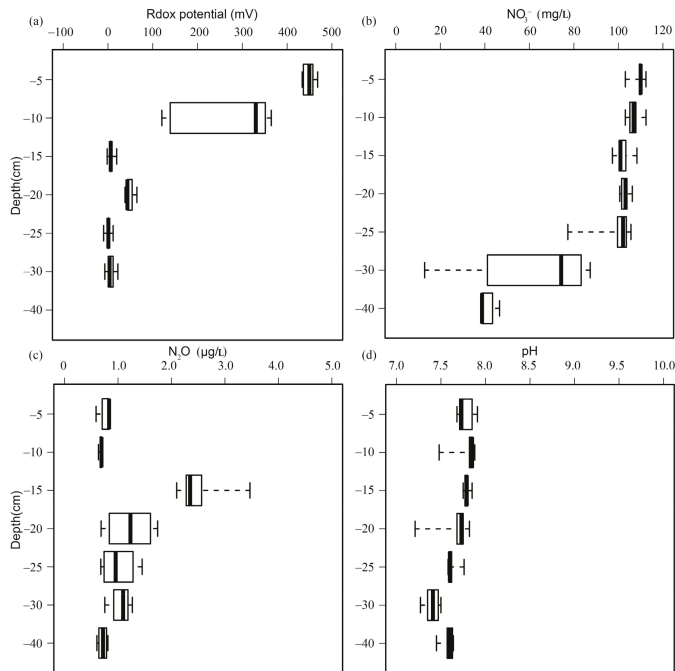 (a) Rdox potential (mV)
−100 0 100 200 300 400 500
Depth(cm)
−5
−10
−15
−20
−25
−30
−40
(b) NO₃⁻ (mg/L)
0 20 40 60 80 100 120
−5
−10
−15
−20
−25
−30
−40
(c) N₂O (μg/L)
0 1.0 2.0 3.0 4.0 5.0
Depth(cm)
−5
−10
−15
−20
−25
−30
−40
(d) pH
7.0 7.5 8.0 8.5 9.0 9.5 10.0
−5
−10
−15
−20
−25
−30
−40